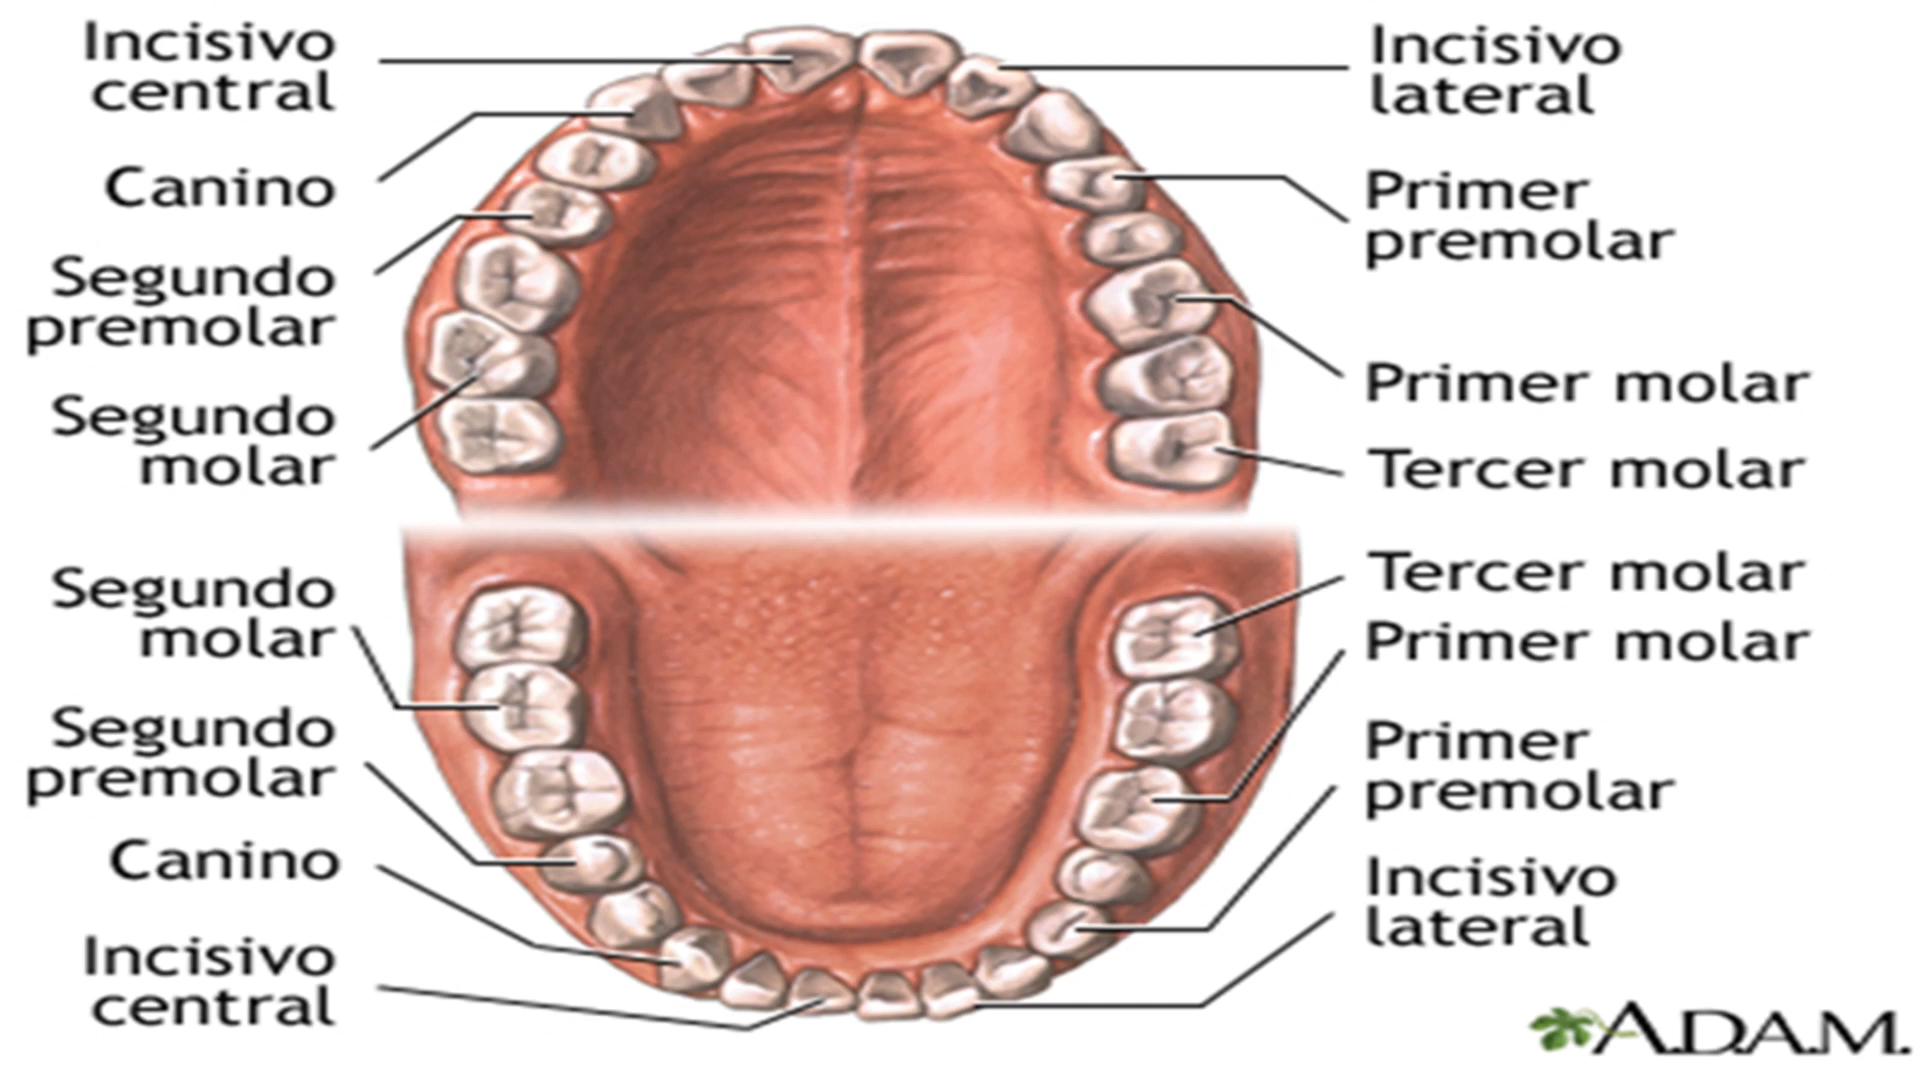 Incisivo
central
Canino
Segundo
premolar
Segundo
molar
Segundo
molar
Segundo
premolar
Canino
Incisivo
central
Incisivo
lateral
Primer
premolar
Primer molar
Tercer molar
Tercer molar
Primer molar
Primer
premolar
Incisivo
lateral
A.D.A.M.